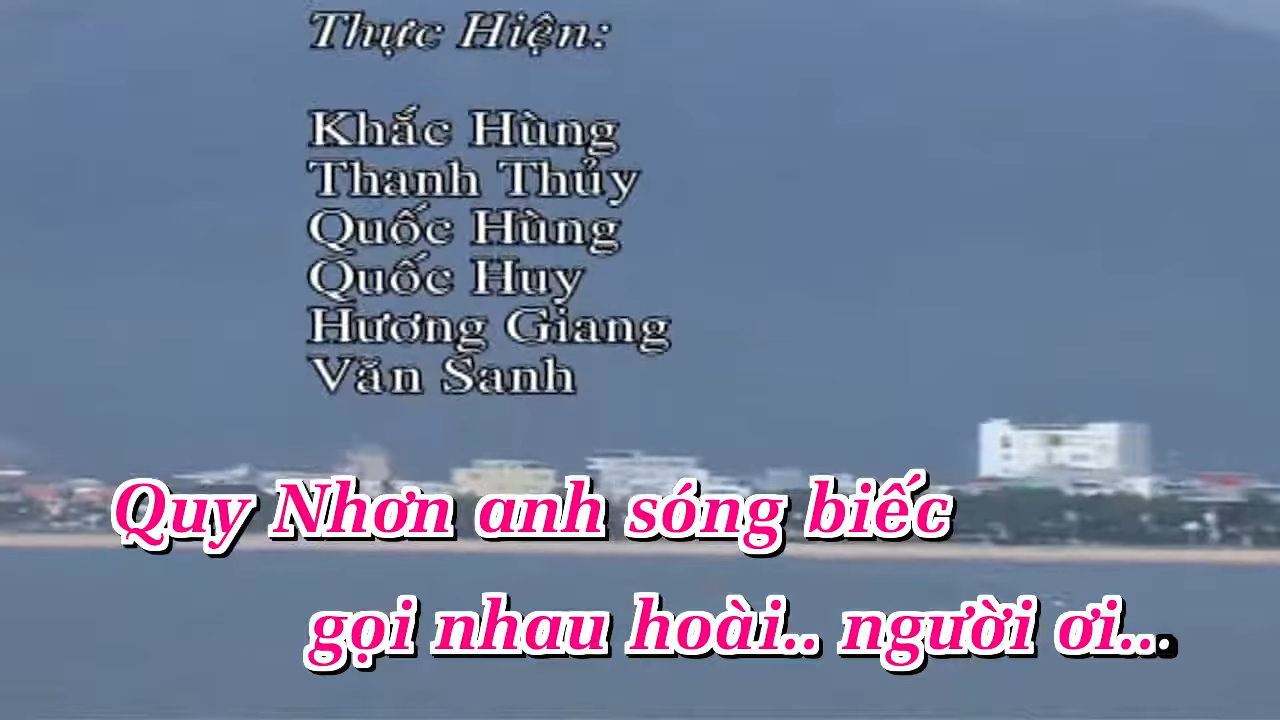 Thực Hiện:
Khắc Hùng
Thanh Thủy
Quốc Hùng
Quốc Huy
Hương Giang
Văn Sanh
Quy Nhơn anh sóng biếc
gọi nhau hoài.. người ơi...